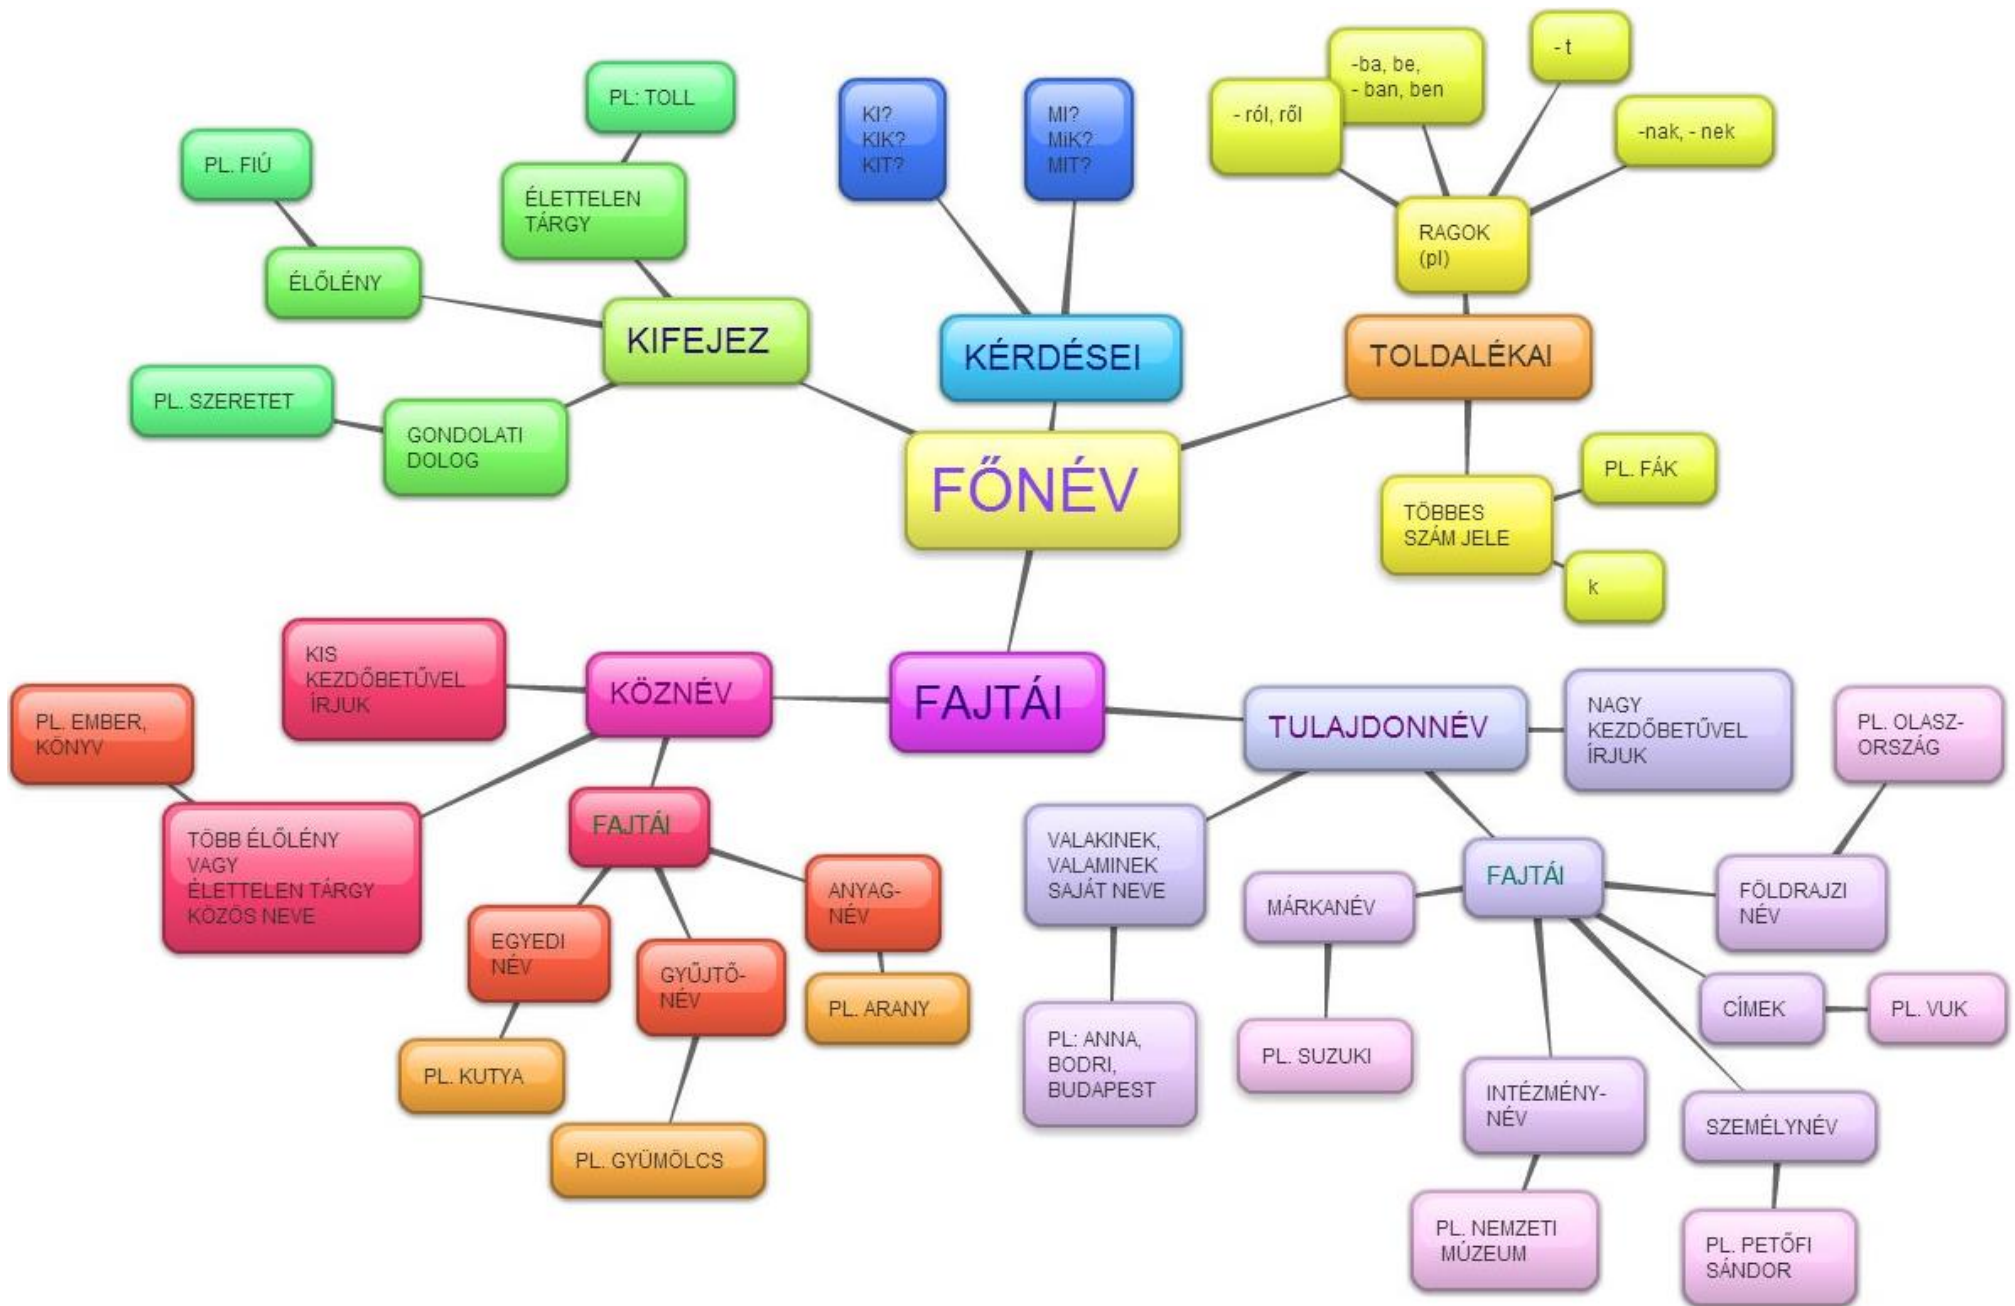 PL: TOLL
PL. FIÚ
ÉLETTELEN
TÁRGY
ÉLŐLÉNY
KIFEJEZ
PL. SZERETET
GONDOLATI
DOLOG
KI?
KIK?
KIT?
MI?
MiK?
MIT?
KÉRDÉSEI
- ról, ről
-ba, be,
- ban, ben
- t
-nak, - nek
RAGOK
(pl)
TOLDALÉKAI
TÖBBES
SZÁM JELE
PL. FÁK
k
FŐNÉV
FAJTÁI
KÖZNÉV
KIS
KEZDŐBETŰVEL
ÍRJUK
PL. EMBER,
KÖNYV
TÖBB ÉLŐLÉNY
VAGY
ÉLETTELEN TÁRGY
KÖZÖS NEVE
FAJTÁI
EGYEDI
NÉV
PL. KUTYA
GYŰJTŐ-
NÉV
PL. GYÜMÖLCS
ANYAG-
NÉV
PL. ARANY
TULAJDONNÉV
NAGY
KEZDŐBETŰVEL
ÍRJUK
VALAKINEK,
VALAMINEK
SAJÁT NEVE
PL: ANNA,
BODRI,
BUDAPEST
FAJTÁI
MÁRKANÉV
PL. SUZUKI
INTÉZMÉNY-
NÉV
PL. NEMZETI
MÚZEUM
SZEMÉLYNÉV
PL. PETŐFI
SÁNDOR
CÍMEK
PL. VUK
FÖLDRAJZI
NÉV
PL. OLASZ-
ORSZÁG